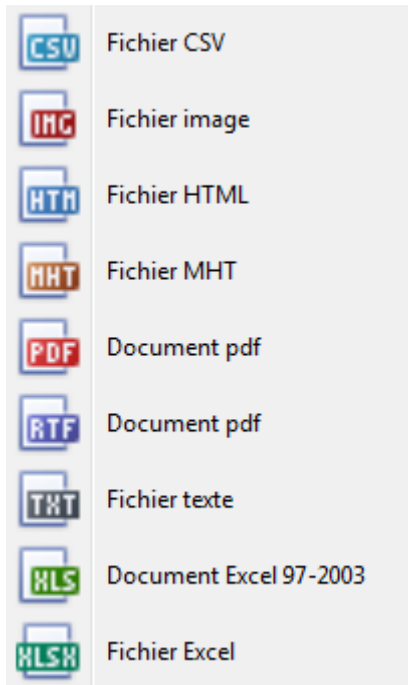 CSV Fichier CSV
IMG Fichier image
HTM Fichier HTML
MHT Fichier MHT
PDF Document pdf
RTF Document pdf
TXT Fichier texte
XLS Document Excel 97-2003
XLSX Fichier Excel